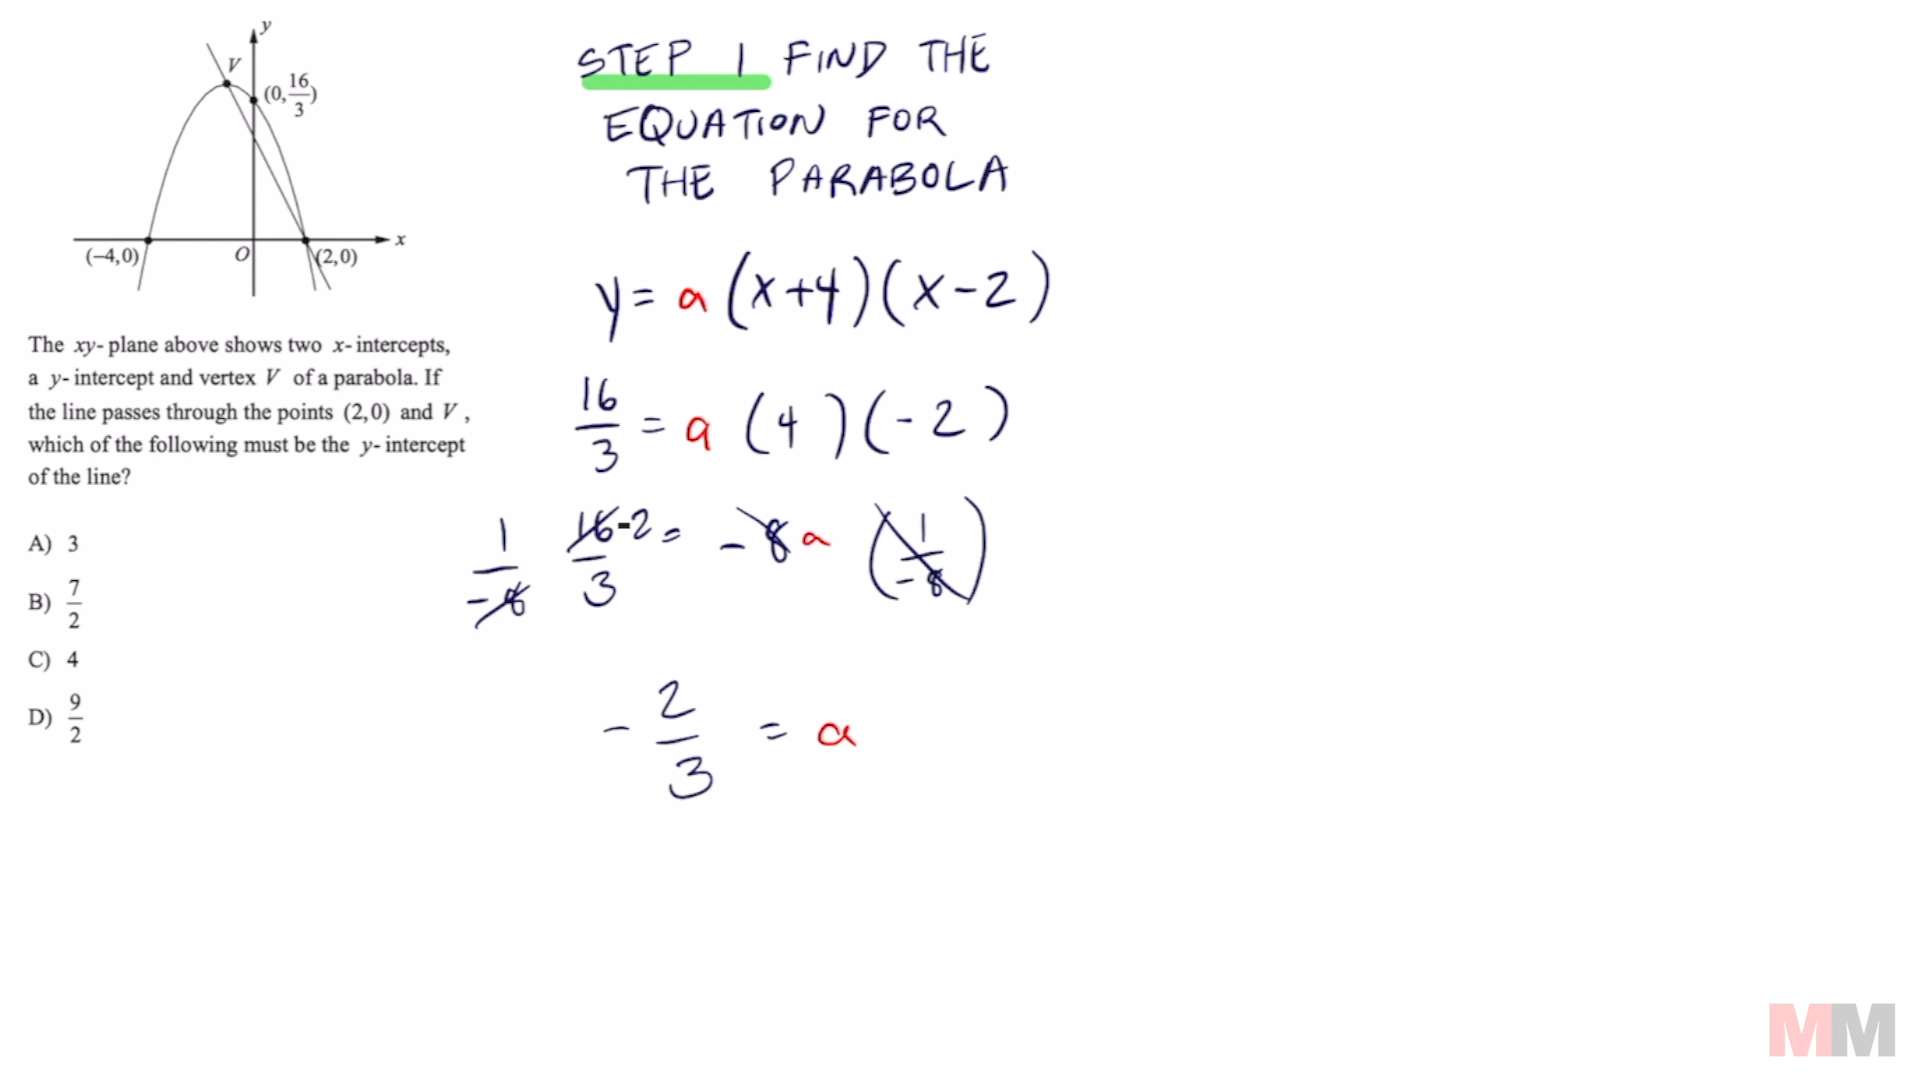 y
V
(0, 16/3)
(–4,0)
O
(2,0)
x
The xy- plane above shows two x- intercepts,
a y- intercept and vertex V of a parabola. If
the line passes through the points (2,0) and V ,
which of the following must be the y- intercept
of the line?
A) 3
B) 7/2
C) 4
D) 9/2
STEP 1 FIND THE
EQUATION FOR
THE PARABOLA
y = a (x+4)(x-2)
16/3 = a (4)(-2)
1/-8 16/3 -2 = -8 a (1/-8)
- 2/3 = a
MM